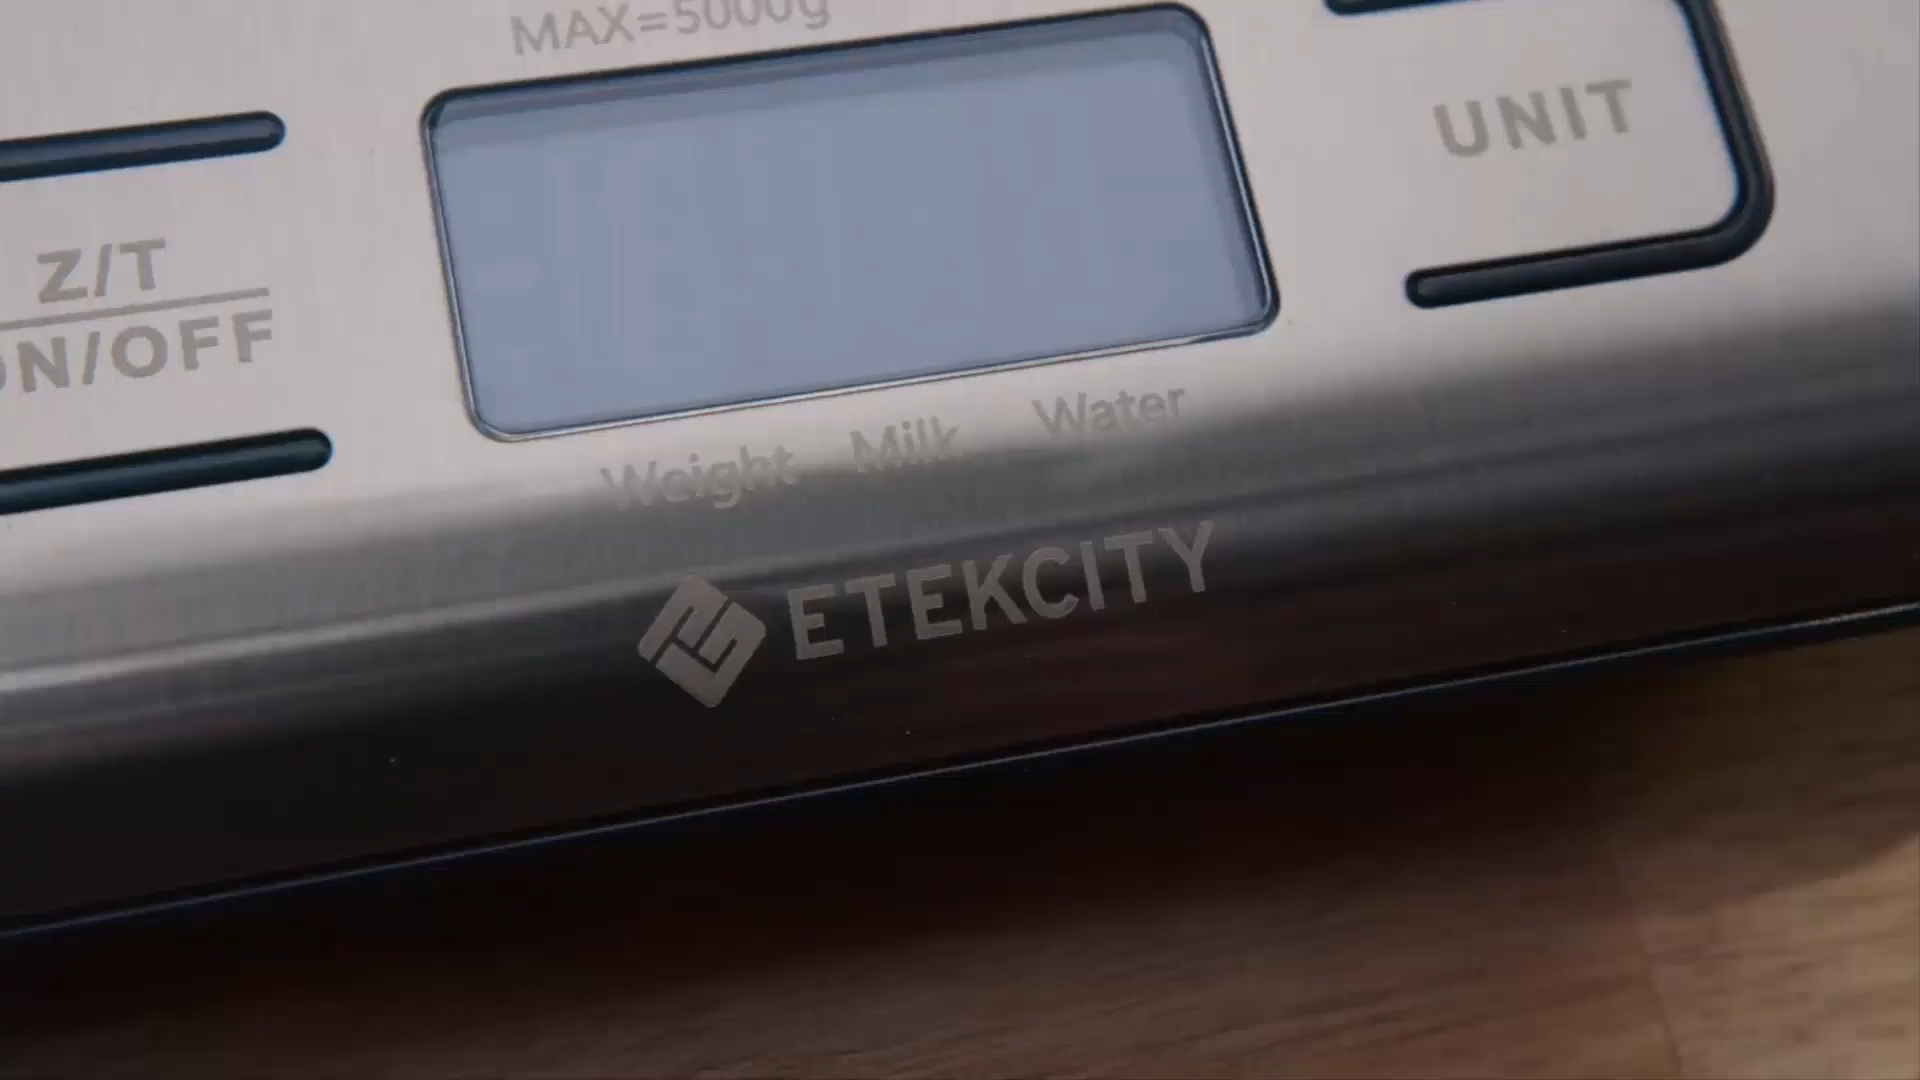 MAX=5000g
UNIT
Z/T
ON/OFF
Weight Milk Water
ETEKCITY